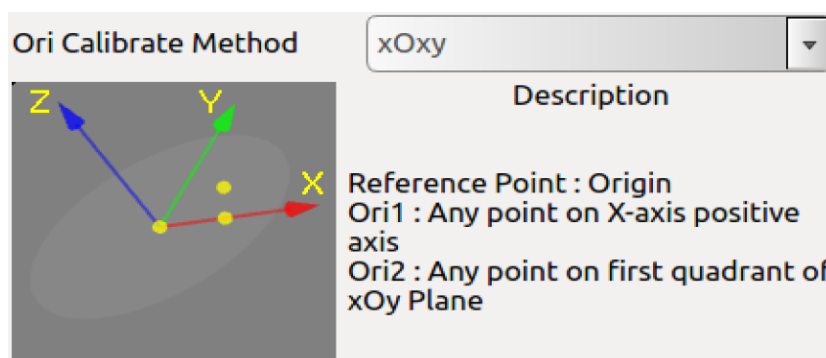 Ori Calibrate Method
xOxy
Description
Z
Y
X
Reference Point : Origin
Ori1 : Any point on X-axis positive
axis
Ori2 : Any point on first quadrant of
xOy Plane